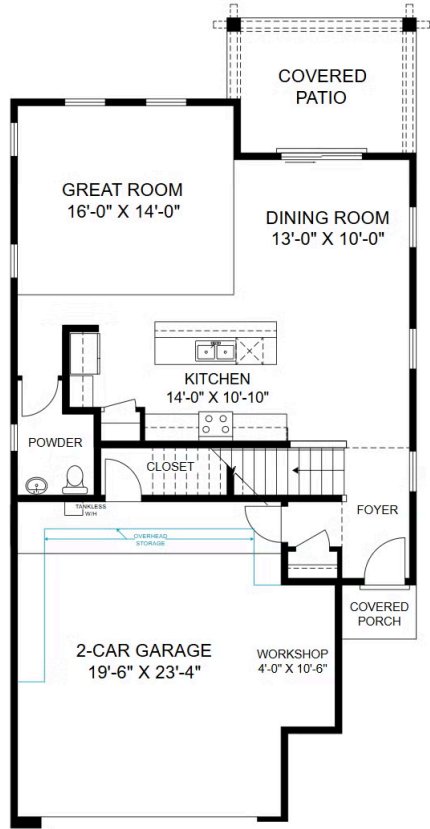 COVERED
PATIO
GREAT ROOM
16'-0" X 14'-0"
DINING ROOM
13'-0" X 10'-0"
KITCHEN
14'-0" X 10'-10"
POWDER
CLOSET
TANKLESS
W/H
FOYER
OVERHEAD
STORAGE
COVERED
PORCH
2-CAR GARAGE
19'-6" X 23'-4"
WORKSHOP
4'-0" X 10'-6"